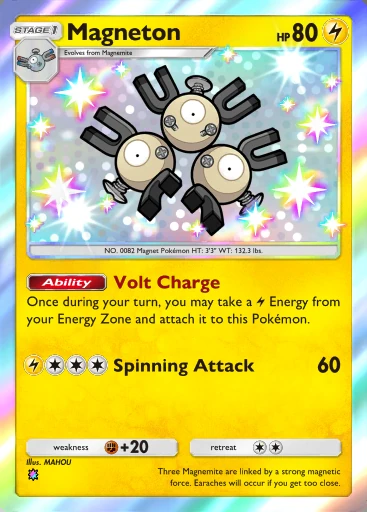 STAGE 1
Magneton
HP 80
Evolves from Magnemite
NO. 0082 Magnet Pokémon HT: 3'3" WT: 132.3 lbs.
Ability Volt Charge
Once during your turn, you may take a Energy from
your Energy Zone and attach it to this Pokémon.
Spinning Attack 60
weakness +20
retreat
Illus. MAHOU
Three Magnemite are linked by a strong magnetic
force. Earaches will occur if you get too close.